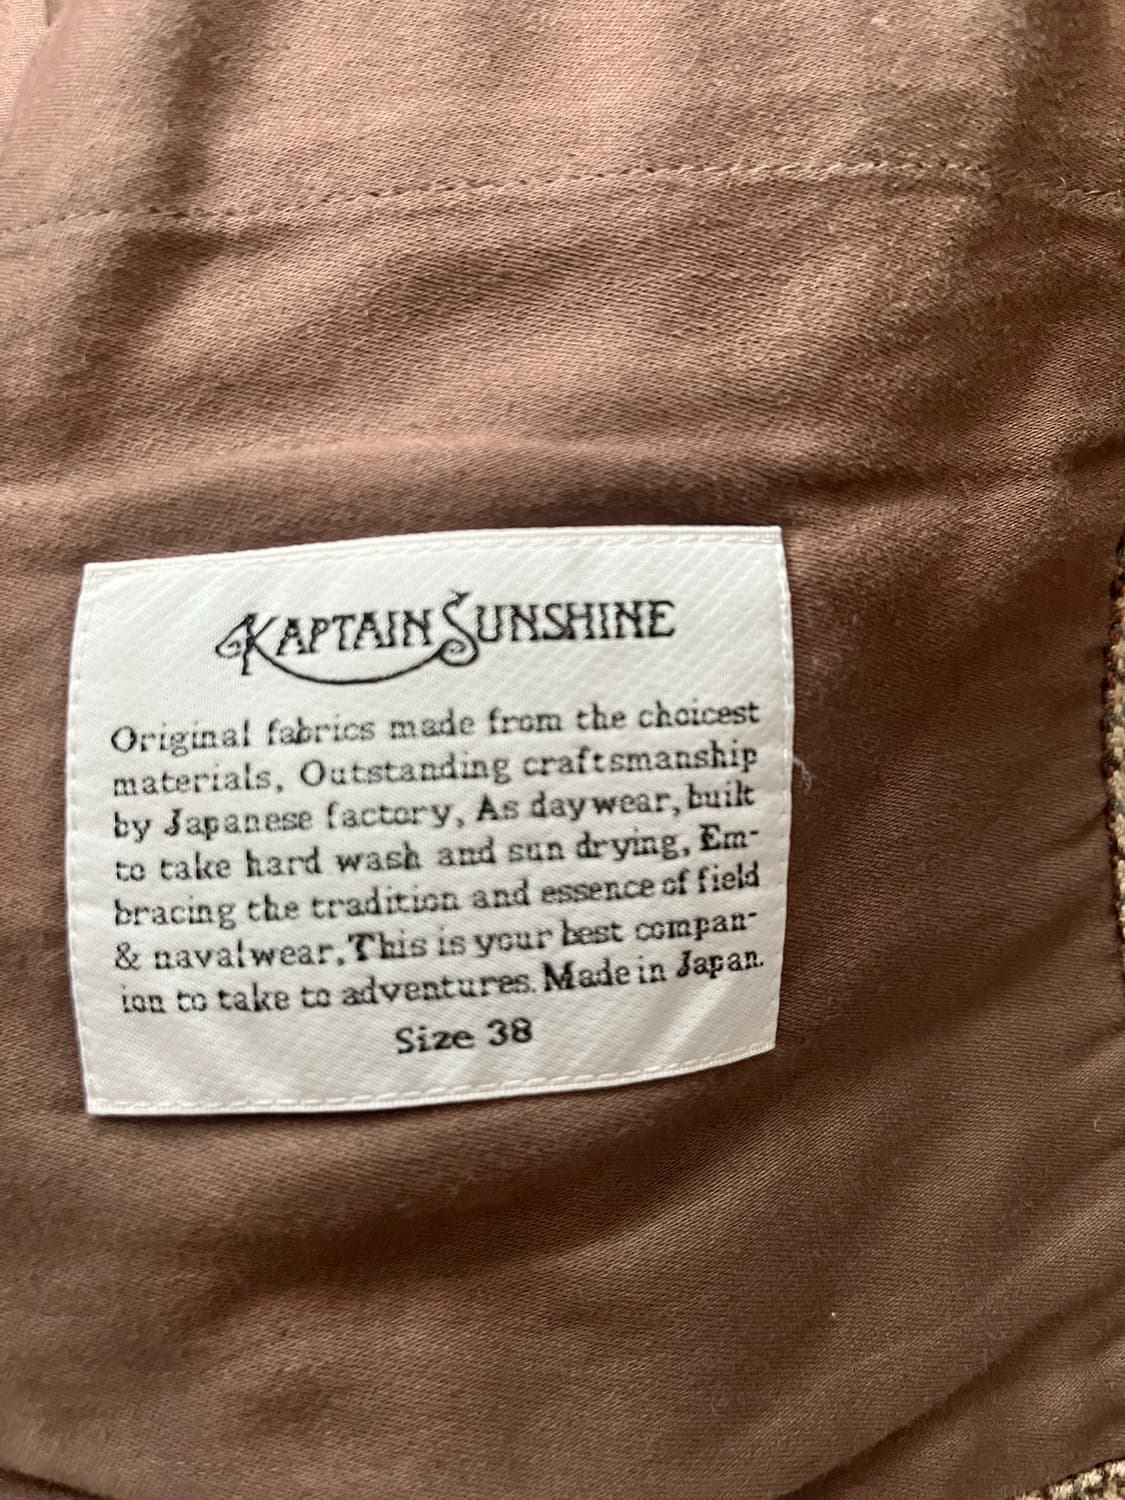 KAPTAIN SUNSHINE
Original fabrics made from the choicest
materials, Outstanding craftsmanship
by Japanese factory, As daywear, built
to take hard wash and sun drying, Em-
bracing the tradition and essence of field
& navalwear. This is your best compan-
ion to take to adventures. Made in Japan.
Size 38